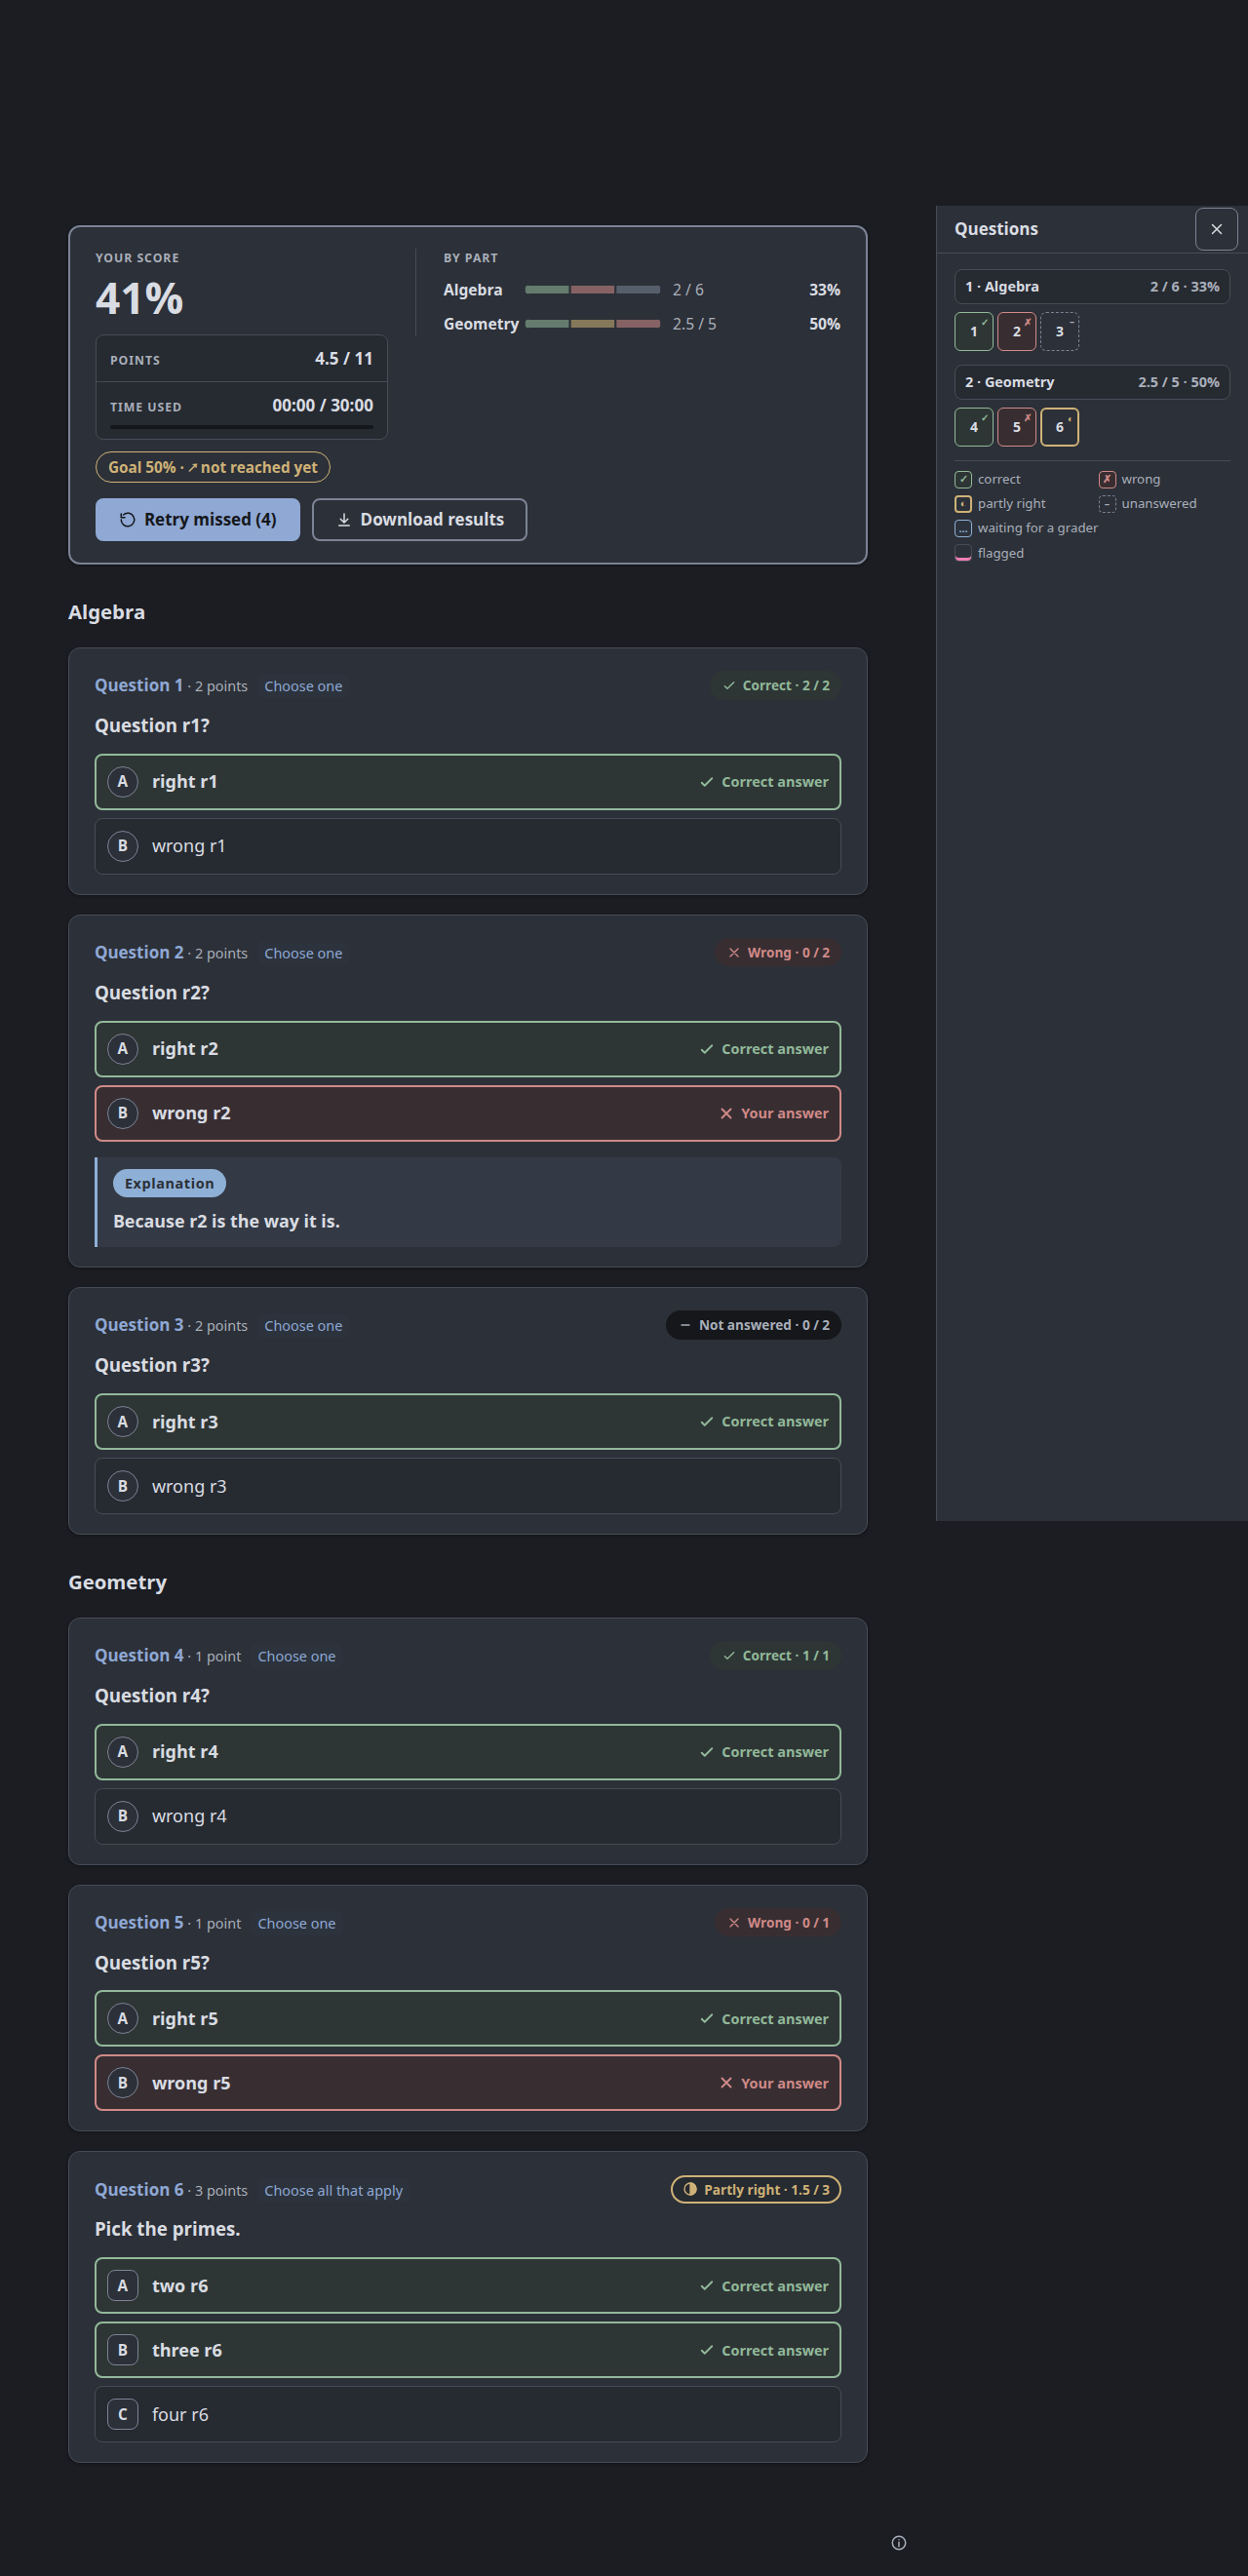 YOUR SCORE
41%
POINTS 4.5 / 11
TIME USED 00:00 / 30:00
Goal 50% · ↗ not reached yet
Retry missed (4) Download results
BY PART
Algebra 2 / 6 33%
Geometry 2.5 / 5 50%
Questions
1 · Algebra 2 / 6 · 33%
1 ✓ 2 ✗ 3 –
2 · Geometry 2.5 / 5 · 50%
4 ✓ 5 ✗ 6
✓ correct ✗ wrong
partly right – unanswered
… waiting for a grader
flagged
Algebra
Question 1 · 2 points Choose one Correct · 2 / 2
Question r1?
A right r1 Correct answer
B wrong r1
Question 2 · 2 points Choose one Wrong · 0 / 2
Question r2?
A right r2 Correct answer
B wrong r2 Your answer
Explanation
Because r2 is the way it is.
Question 3 · 2 points Choose one Not answered · 0 / 2
Question r3?
A right r3 Correct answer
B wrong r3
Geometry
Question 4 · 1 point Choose one Correct · 1 / 1
Question r4?
A right r4 Correct answer
B wrong r4
Question 5 · 1 point Choose one Wrong · 0 / 1
Question r5?
A right r5 Correct answer
B wrong r5 Your answer
Question 6 · 3 points Choose all that apply Partly right · 1.5 / 3
Pick the primes.
A two r6 Correct answer
B three r6 Correct answer
C four r6